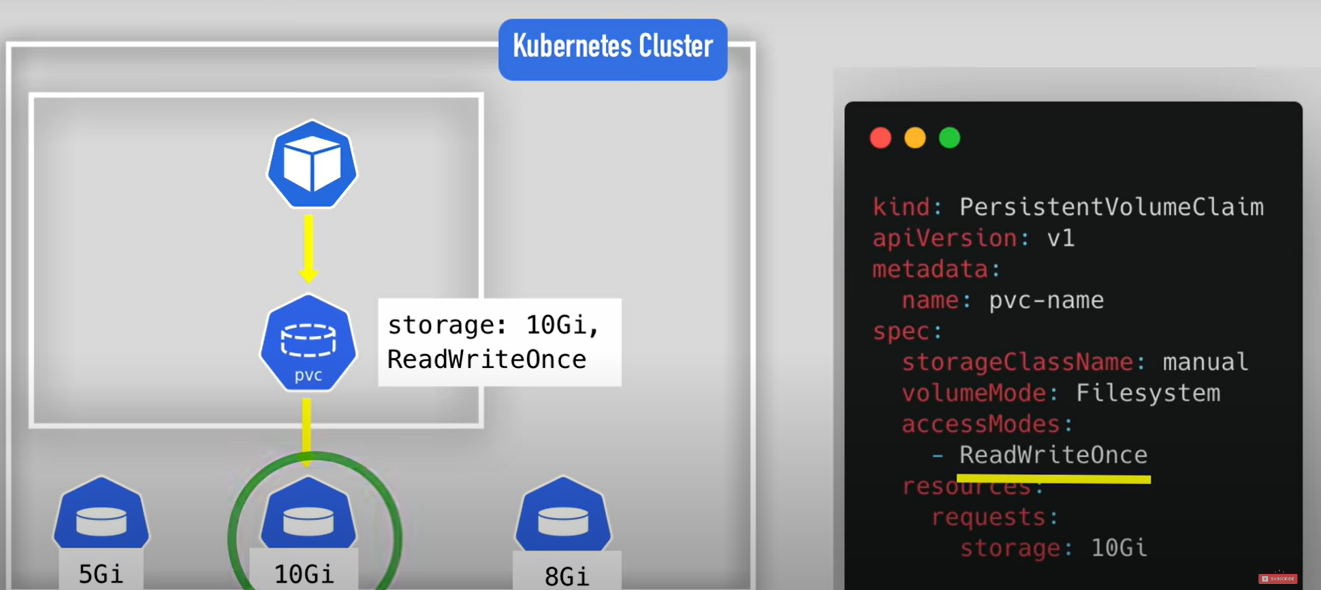 Kubernetes Cluster
pvc
storage: 10Gi,
ReadWriteOnce
5Gi
10Gi
8Gi
kind: PersistentVolumeClaim
apiVersion: v1
metadata:
  name: pvc-name
spec:
  storageClassName: manual
  volumeMode: Filesystem
  accessModes:
    - ReadWriteOnce
  resources:
    requests:
      storage: 10Gi
SUBSCRIBE